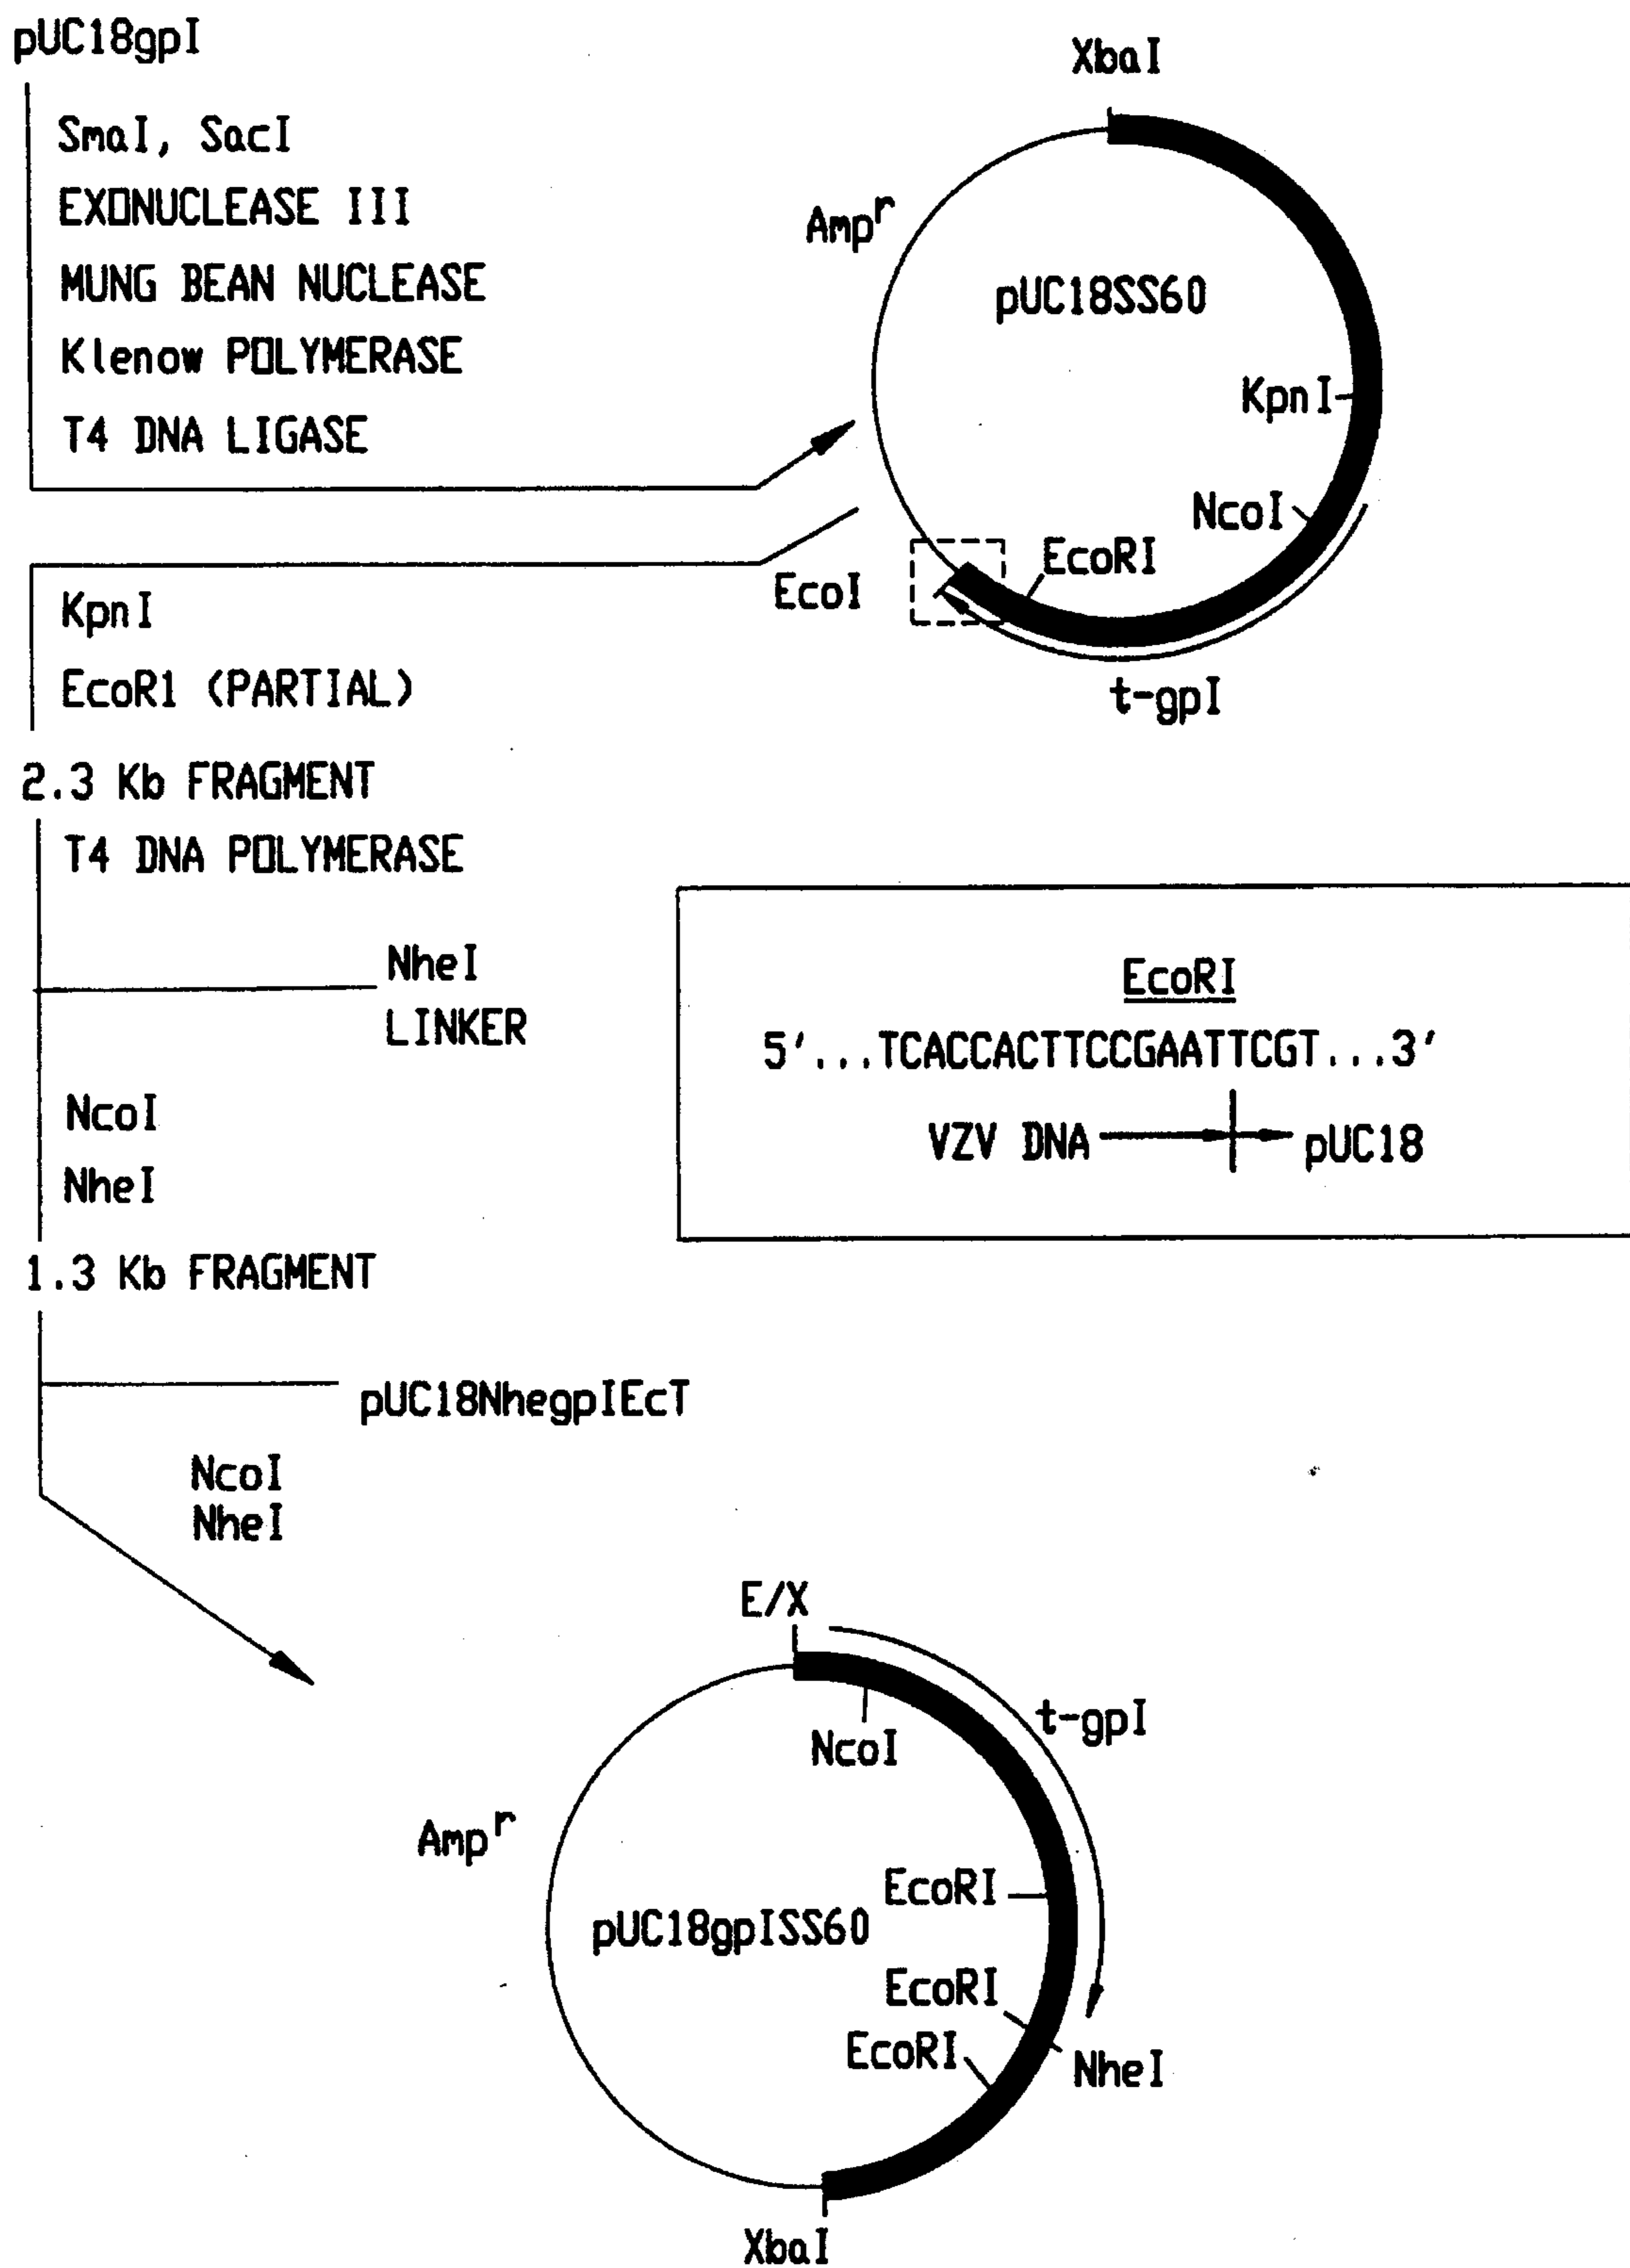 pUC18gpI
SmaI, SacI
EXONUCLEASE III
MUNG BEAN NUCLEASE
Klenow POLYMERASE
T4 DNA LIGASE
XbaI
Ampʳ
pUC18SS60
KpnI
NcoI
EcoRI
EcoI
t-gpI
KpnI
EcoR1 (PARTIAL)
2.3 Kb FRAGMENT
T4 DNA POLYMERASE
NheI
LINKER
NcoI
NheI
1.3 Kb FRAGMENT
EcoRI
5'...TCACCACTTCCGAATTCGT...3'
VZV DNA
pUC18
pUC18NhegpIEcT
NcoI
NheI
E/X
t-gpI
NcoI
Ampʳ
EcoRI
pUC18gpISS60
EcoRI
EcoRI
NheI
XbaI